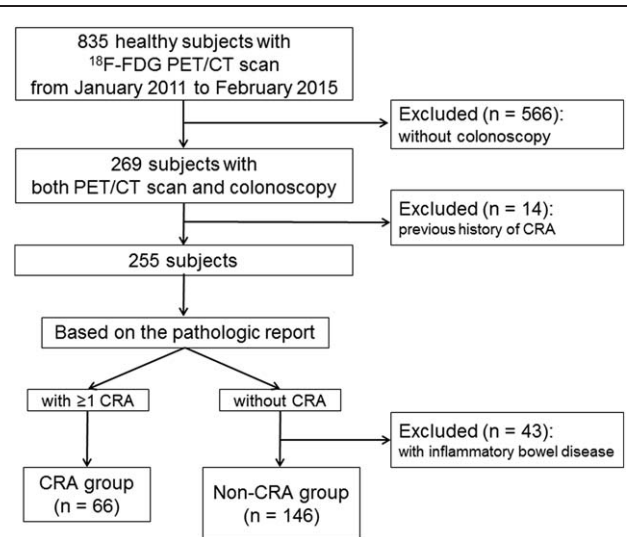 835 healthy subjects with
¹⁸F-FDG PET/CT scan
from January 2011 to February 2015
Excluded (n = 566):
without colonoscopy
269 subjects with
both PET/CT scan and colonoscopy
Excluded (n = 14):
previous history of CRA
255 subjects
Based on the pathologic report
with ≥1 CRA
without CRA
Excluded (n = 43):
with inflammatory bowel disease
CRA group
(n = 66)
Non-CRA group
(n = 146)